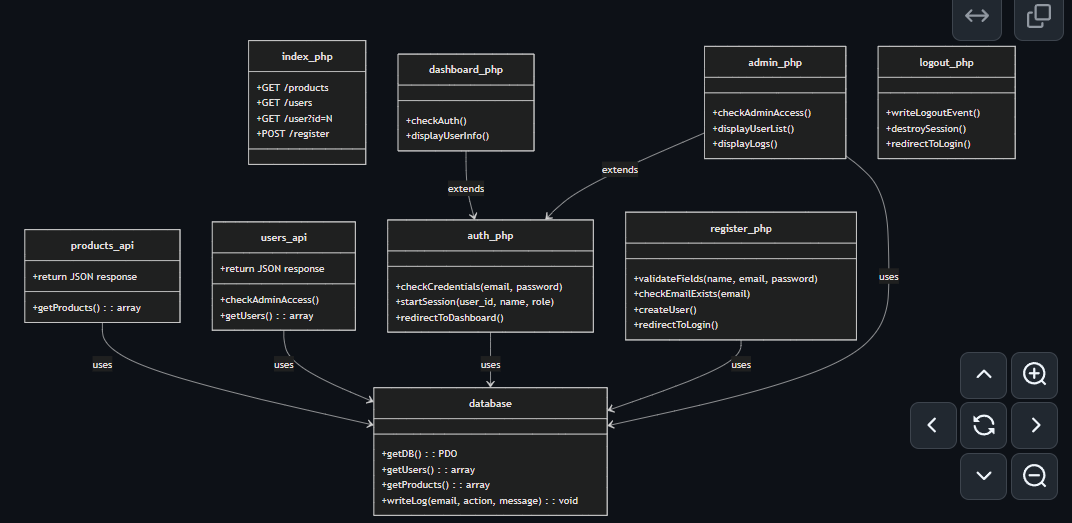 index_php
+GET /products
+GET /users
+GET /user?id=N
+POST /register
dashboard_php
+checkAuth()
+displayUserInfo()
admin_php
+checkAdminAccess()
+displayUserList()
+displayLogs()
logout_php
+writeLogoutEvent()
+destroySession()
+redirectToLogin()
extends
extends
products_api
+return JSON response
+getProducts() : : array
users_api
+return JSON response
+checkAdminAccess()
+getUsers() : : array
auth_php
+checkCredentials(email, password)
+startSession(user_id, name, role)
+redirectToDashboard()
register_php
+validateFields(name, email, password)
+checkEmailExists(email)
+createUser()
+redirectToLogin()
uses
uses
uses
uses
uses
database
+getDB() : : PDO
+getUsers() : : array
+getProducts() : : array
+writeLog(email, action, message) : : void